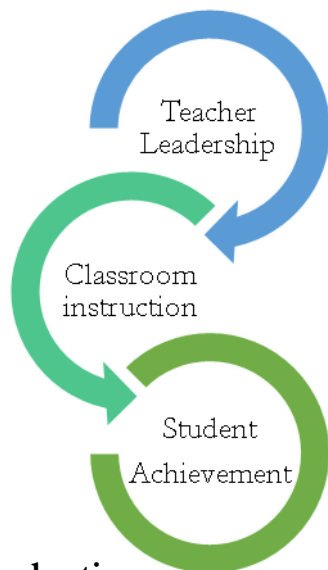 Teacher
Leadership
Classroom
instruction
Student
Achievement